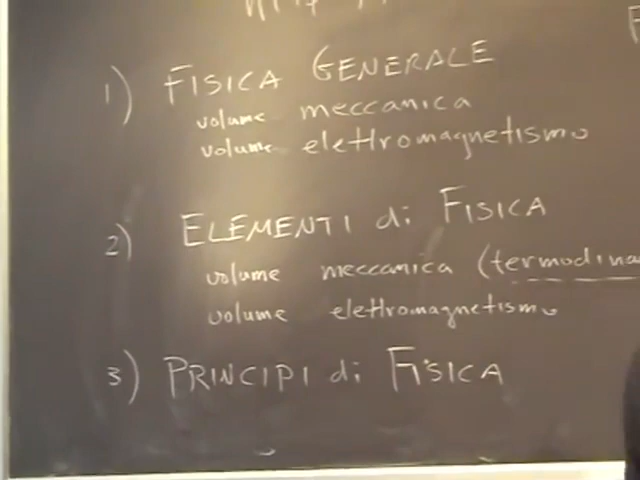 1) FISICA GENERALE
volume meccanica
volume elettromagnetismo
2) ELEMENTI di FISICA
volume meccanica (termodina
volume elettromagnetismo
3) PRINCIPI di FISICA